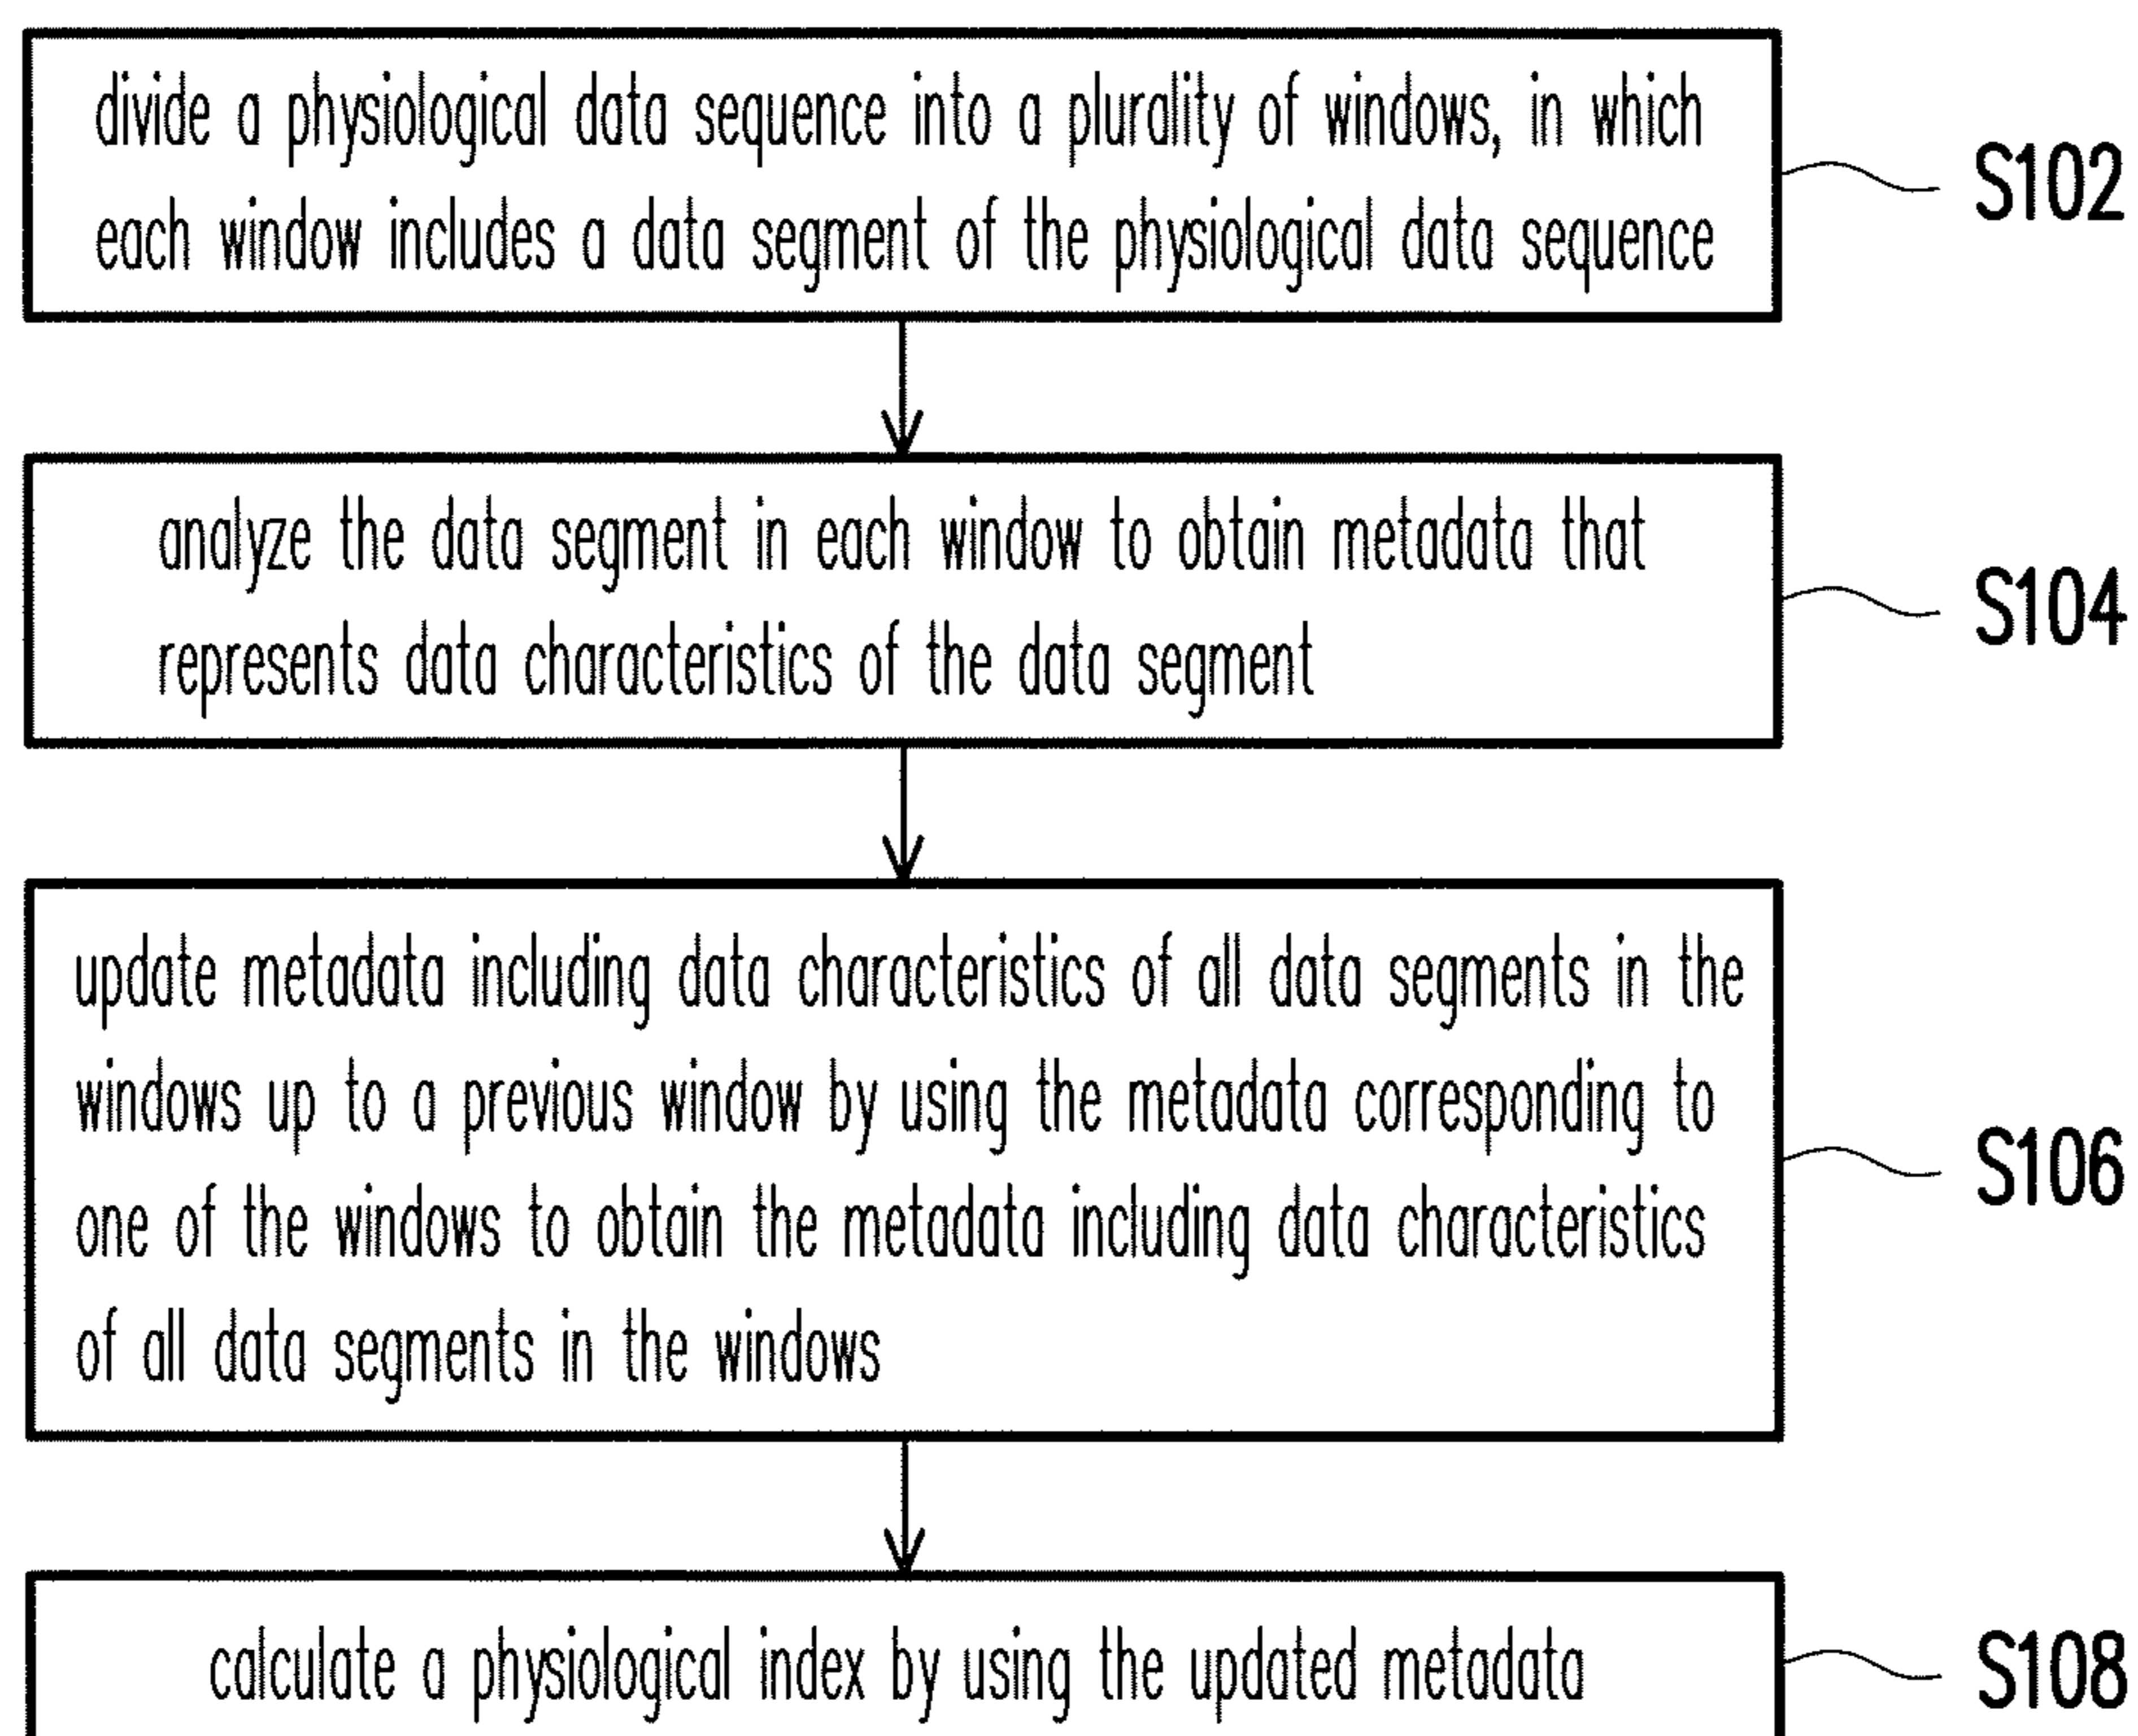 divide a physiological data sequence into a plurality of windows, in which
each window includes a data segment of the physiological data sequence
S102
analyze the data segment in each window to obtain metadata that
represents data characteristics of the data segment
S104
update metadata including data characteristics of all data segments in the
windows up to a previous window by using the metadata corresponding to
one of the windows to obtain the metadata including data characteristics
of all data segments in the windows
S106
calculate a physiological index by using the updated metadata
S108